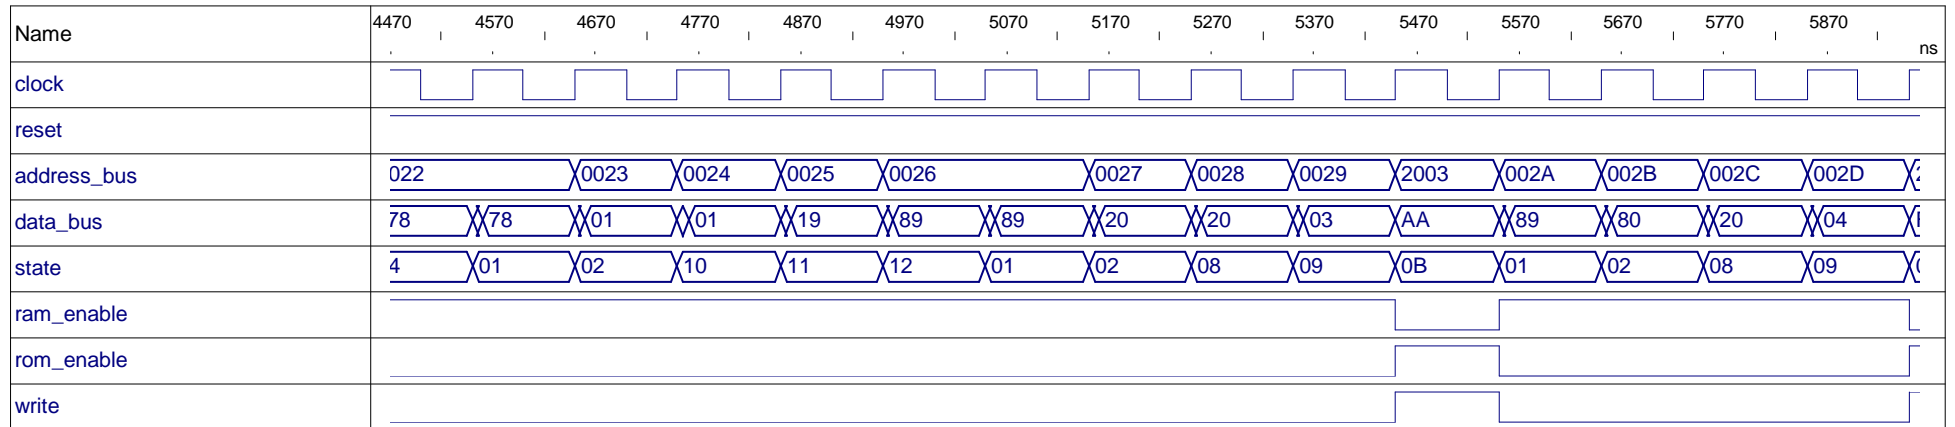 Name 4470 4570 4670 4770 4870 4970 5070 5170 5270 5370 5470 5570 5670 5770 5870
ns
clock
reset
address_bus 022 0023 0024 0025 0026 0027 0028 0029 2003 002A 002B 002C 002D
data_bus 78 78 01 01 19 89 89 20 20 03 AA 89 80 20 04
state 4 01 02 10 11 12 01 02 08 09 0B 01 02 08 09
ram_enable
rom_enable
write